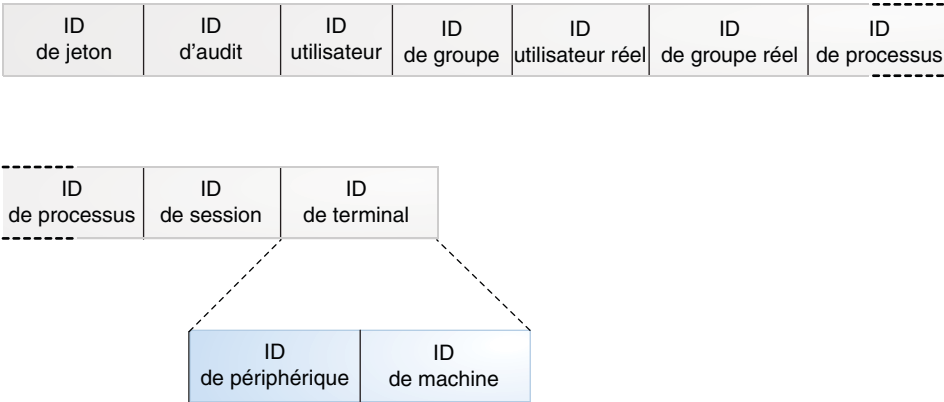 ID
de jeton
ID
d'audit
ID
utilisateur
ID
de groupe
ID
utilisateur réel
ID
de groupe réel
ID
de processus
ID
de processus
ID
de session
ID
de terminal
ID
de périphérique
ID
de machine